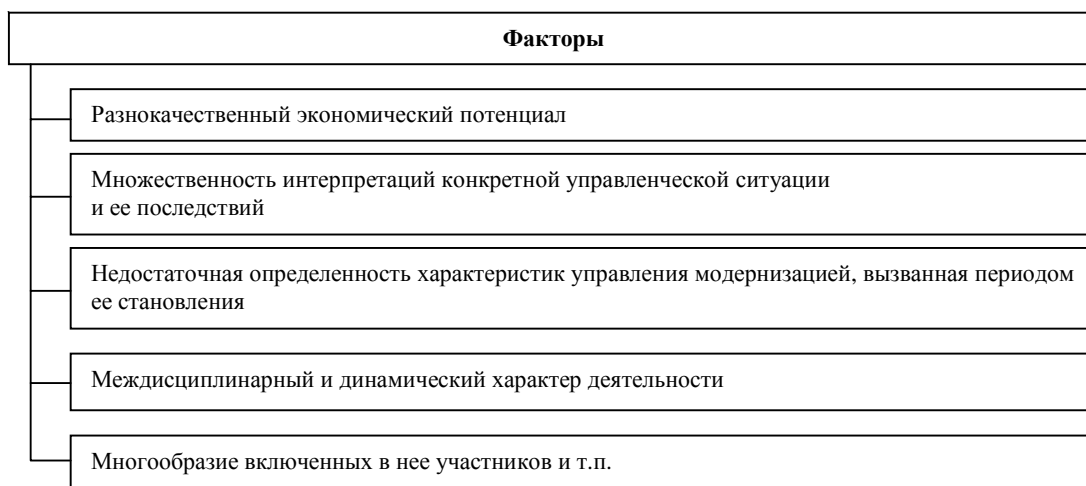 Факторы
Разнокачественный экономический потенциал
Множественность интерпретаций конкретной управленческой ситуации
и ее последствий
Недостаточная определенность характеристик управления модернизацией, вызванная периодом
ее становления
Междисциплинарный и динамический характер деятельности
Многообразие включенных в нее участников и т.п.